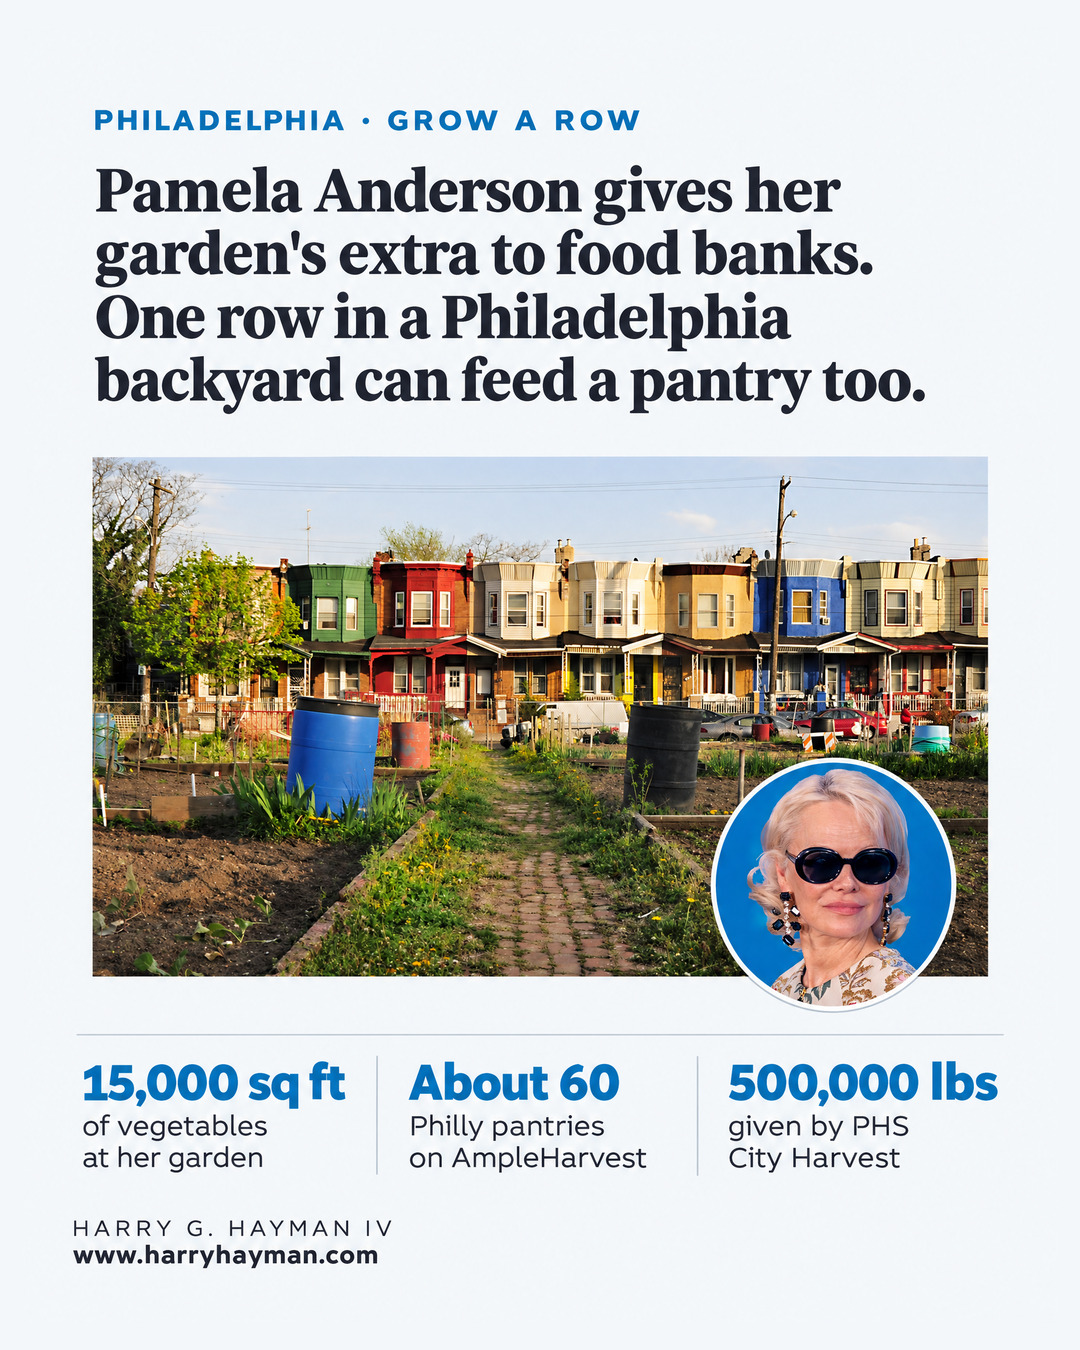 PHILADELPHIA · GROW A ROW
Pamela Anderson gives her
garden's extra to food banks.
One row in a Philadelphia
backyard can feed a pantry too.
15,000 sq ft
of vegetables
at her garden
About 60
Philly pantries
on AmpleHarvest
500,000 lbs
given by PHS
City Harvest
HARRY G. HAYMAN IV
www.harryhayman.com